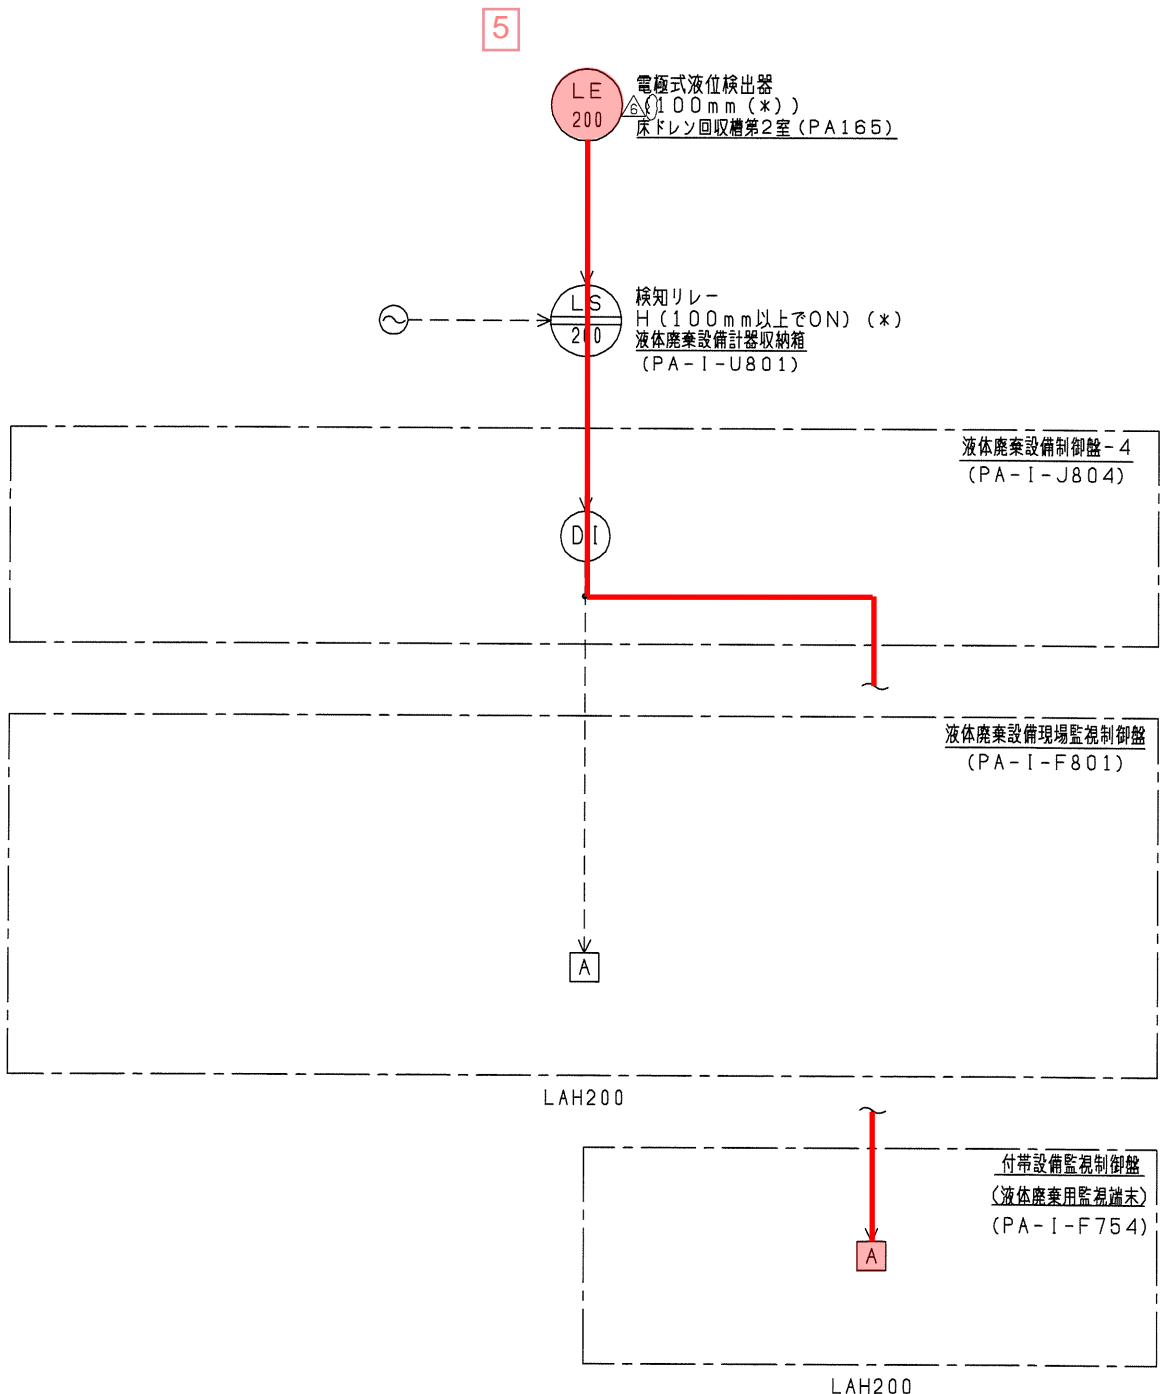 5
LE
200
6
電極式液位検出器
(100mm(*))
床ドレン回収槽第2室(PA165)
LS
200
検知リレー
H(100mm以上でON)(*)
液体廃棄設備計器収納箱
(PA-I-U801)
液体廃棄設備制御盤-4
(PA-I-J804)
DI
液体廃棄設備現場監視制御盤
(PA-I-F801)
A
LAH200
付帯設備監視制御盤
(液体廃棄用監視端末)
(PA-I-F754)
A
LAH200